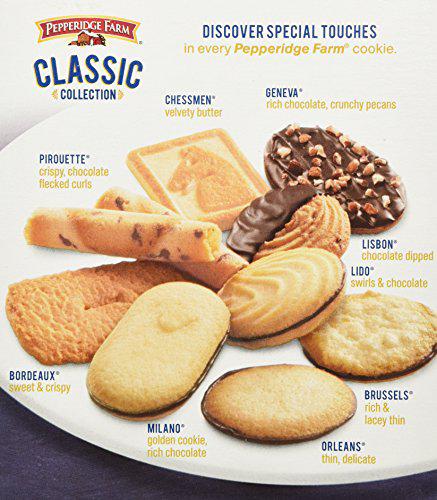 PEPPERIDGE FARM®
CLASSIC
COLLECTION
DISCOVER SPECIAL TOUCHES
in every Pepperidge Farm® cookie.
CHESSMEN®
velvety butter
GENEVA®
rich chocolate, crunchy pecans
PIROUETTE®
crispy, chocolate
flecked curls
LISBON®
chocolate dipped
LIDO®
swirls & chocolate
BORDEAUX®
sweet & crispy
MILANO®
golden cookie,
rich chocolate
BRUSSELS®
rich &
lacey thin
ORLEANS®
thin, delicate